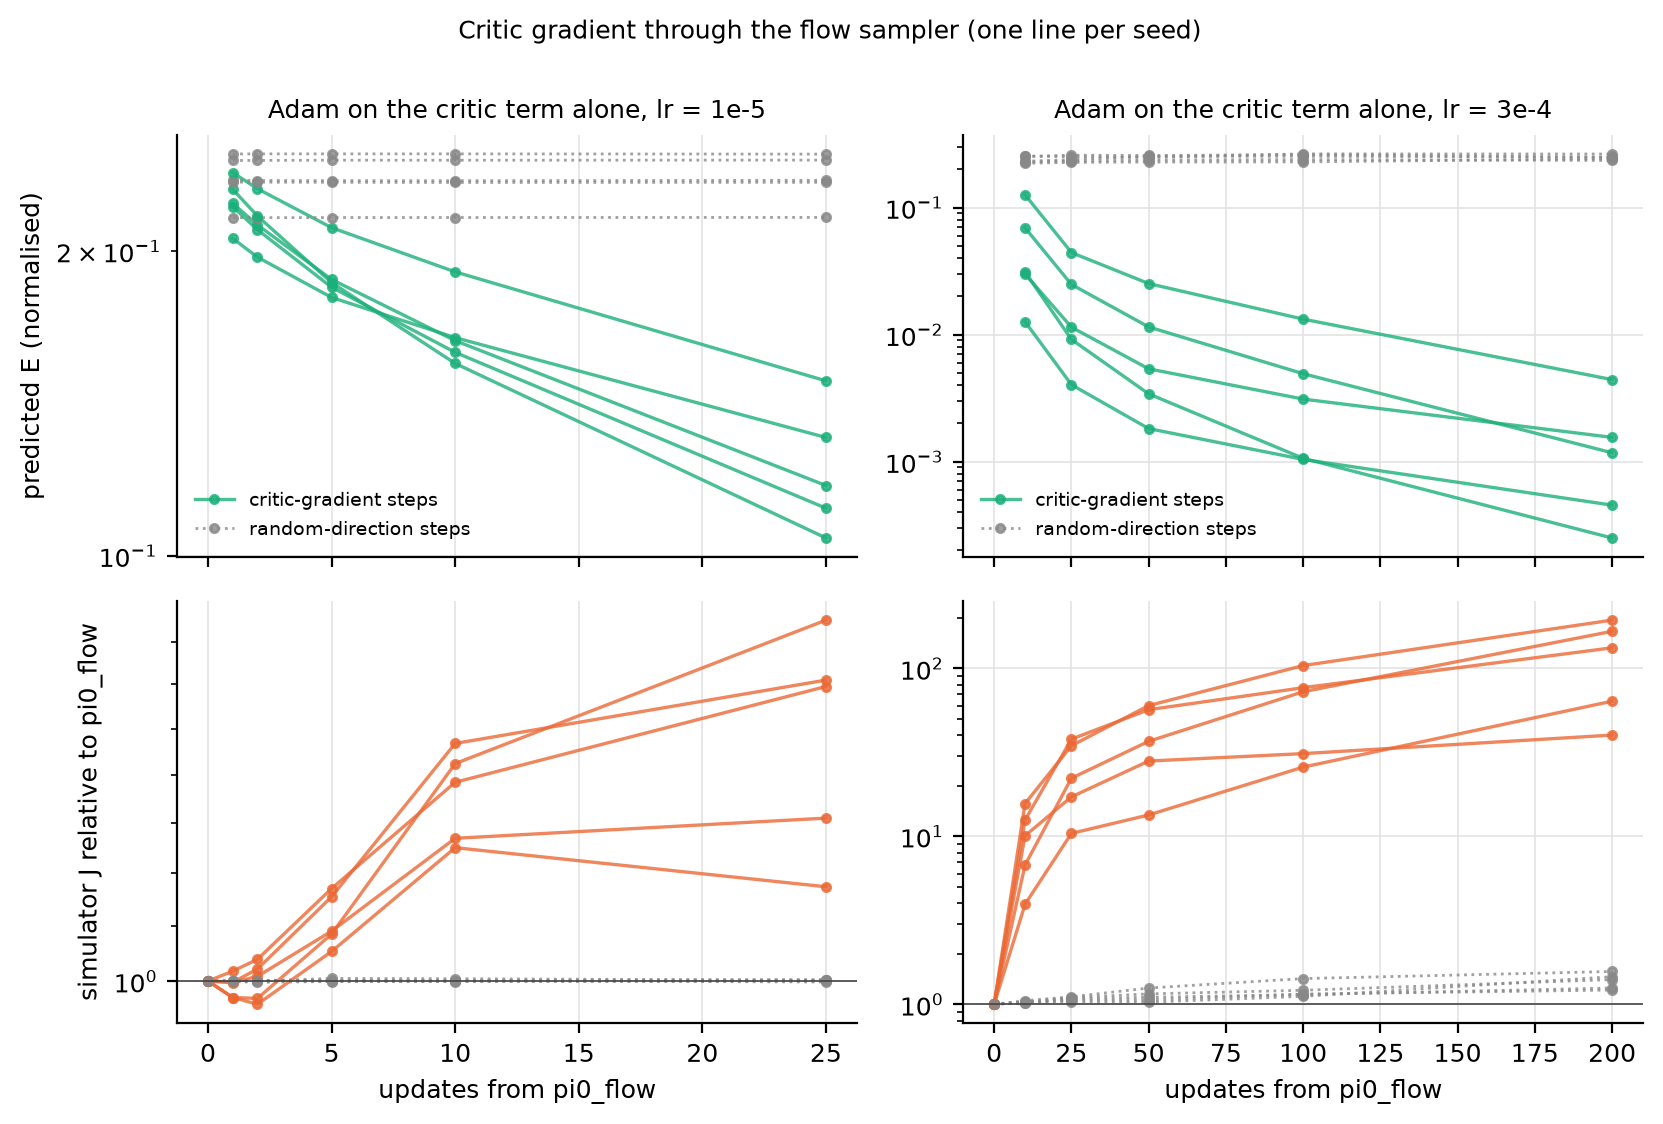 Critic gradient through the flow sampler (one line per seed)
Adam on the critic term alone, lr = 1e-5
predicted E (normalised)
2 × 10⁻¹
10⁻¹
critic-gradient steps
random-direction steps
Adam on the critic term alone, lr = 3e-4
10⁻¹
10⁻²
10⁻³
critic-gradient steps
random-direction steps
simulator J relative to pi0_flow
10⁰
0 5 10 15 20 25
updates from pi0_flow
10²
10¹
10⁰
0 25 50 75 100 125 150 175 200
updates from pi0_flow